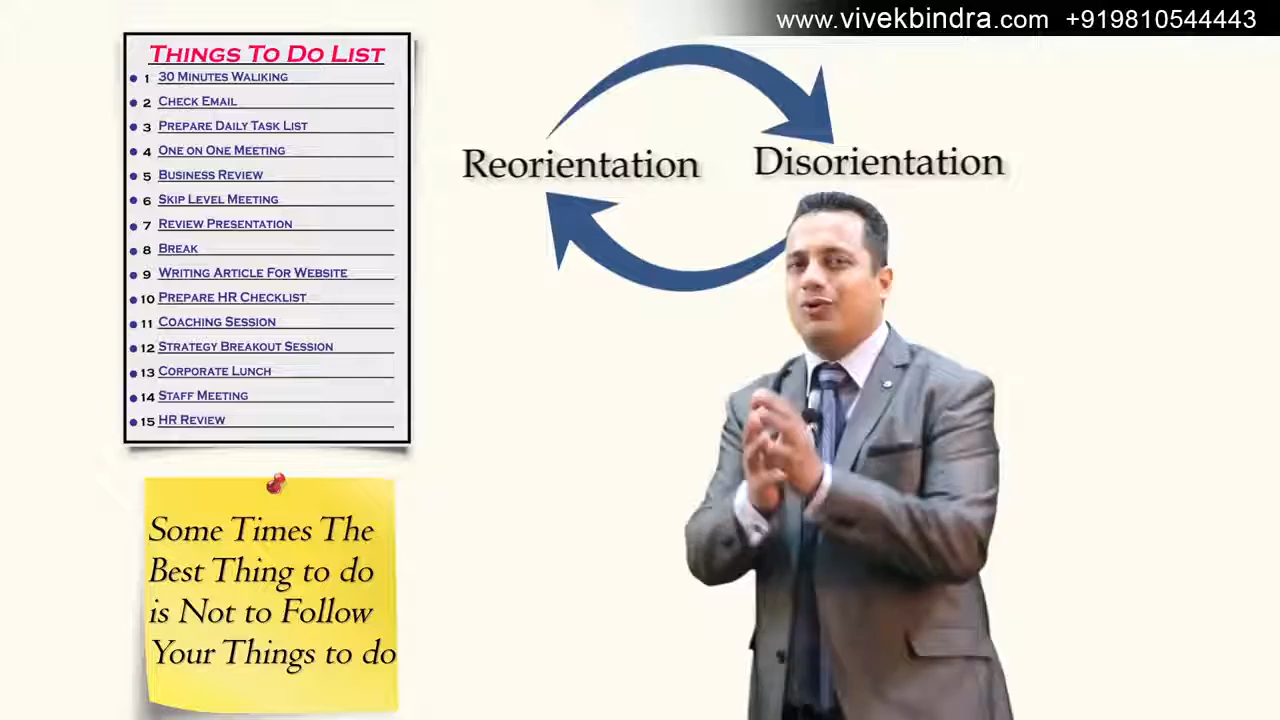 www.vivekbindra.com +919810544443
THINGS TO DO LIST
1 30 MINUTES WALIKING
2 CHECK EMAIL
3 PREPARE DAILY TASK LIST
4 ONE ON ONE MEETING
5 BUSINESS REVIEW
6 SKIP LEVEL MEETING
7 REVIEW PRESENTATION
8 BREAK
9 WRITING ARTICLE FOR WEBSITE
10 PREPARE HR CHECKLIST
11 COACHING SESSION
12 STRATEGY BREAKOUT SESSION
13 CORPORATE LUNCH
14 STAFF MEETING
15 HR REVIEW
Reorientation
Disorientation
Some Times The
Best Thing to do
is Not to Follow
Your Things to do